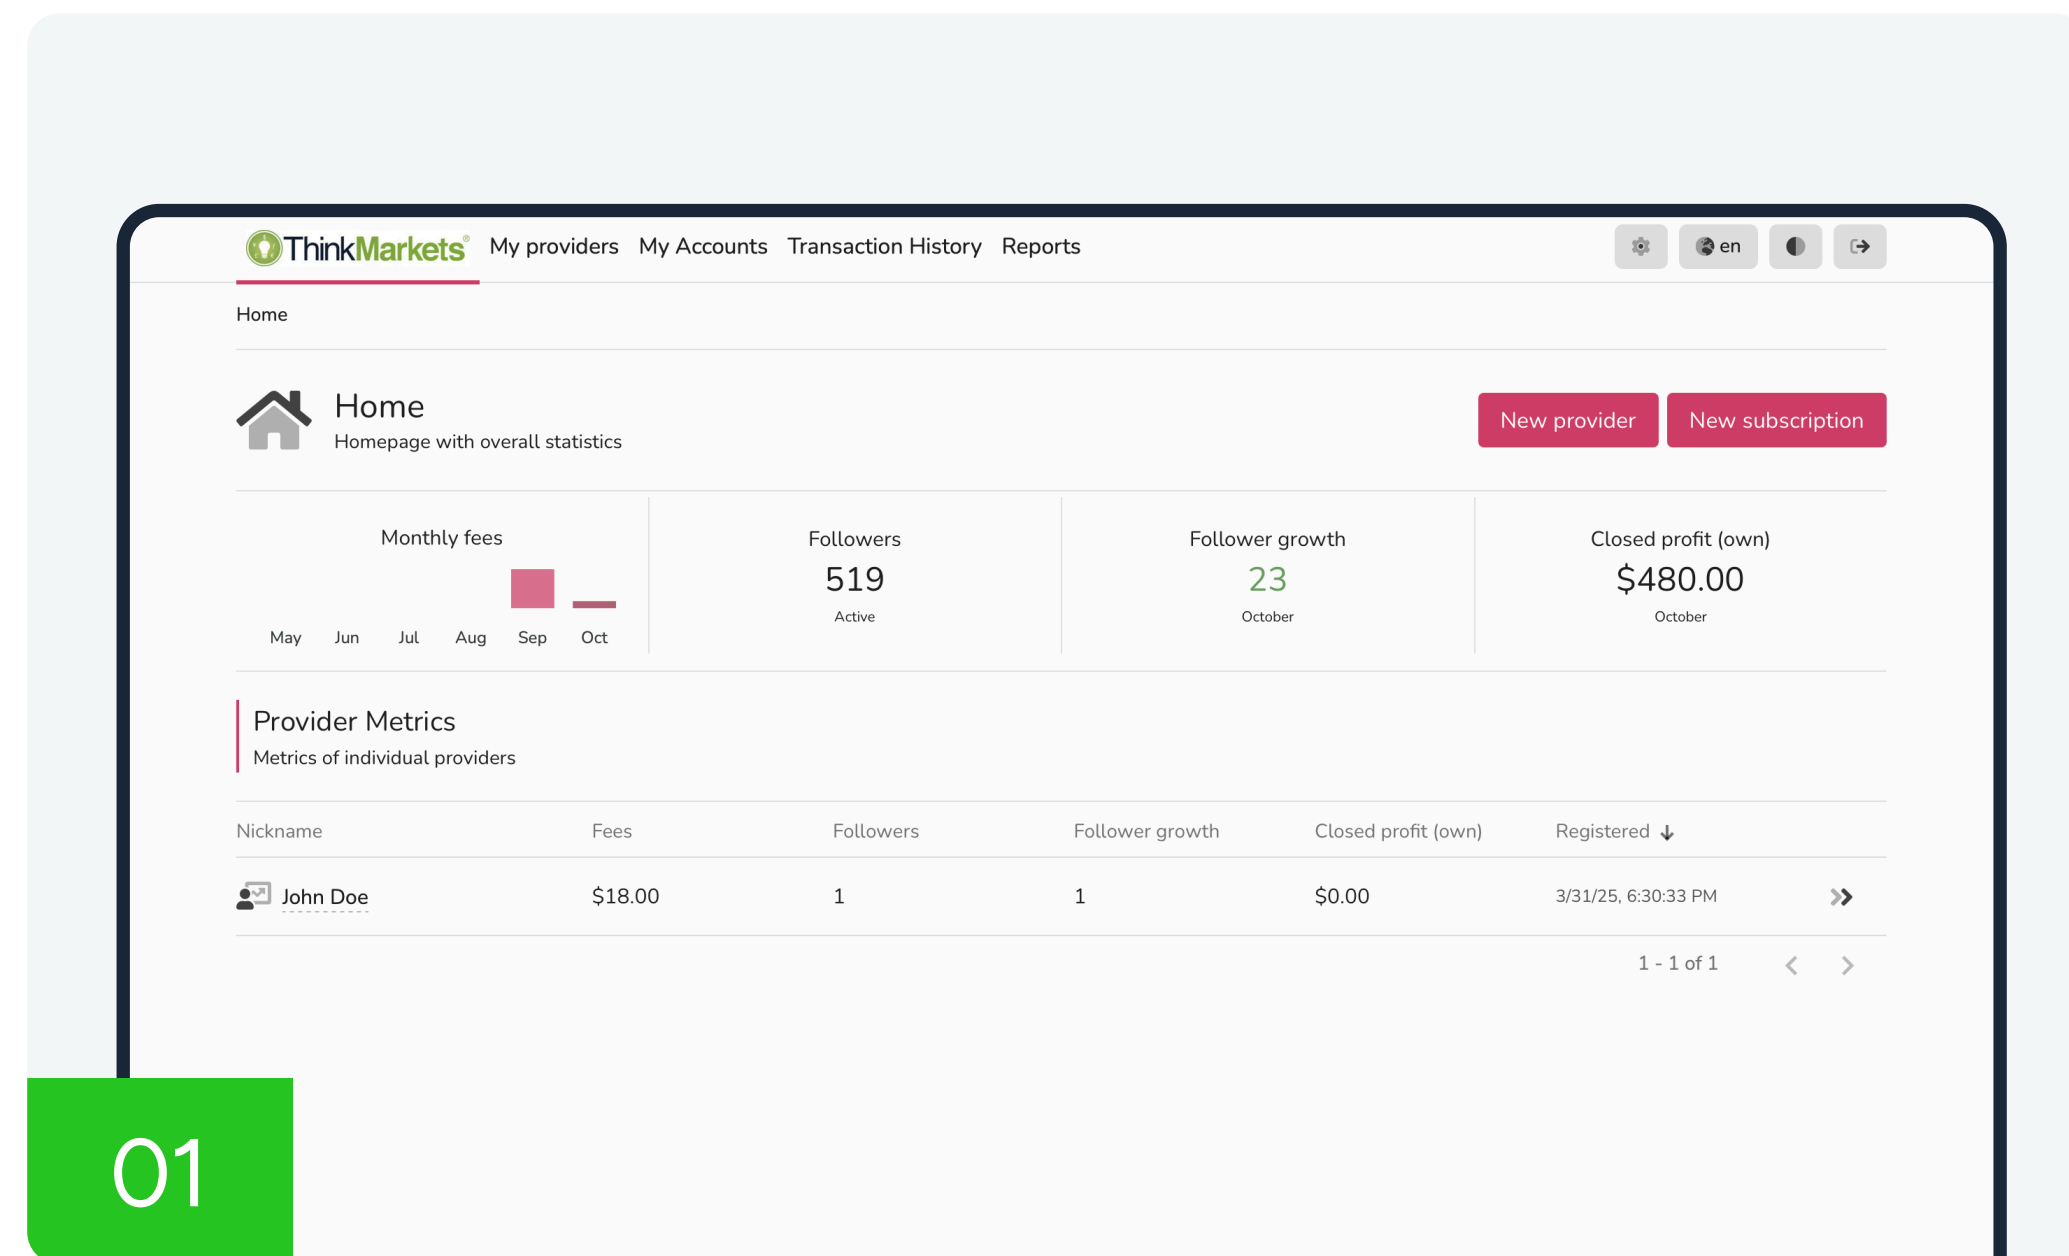 ThinkMarkets® My providers My Accounts Transaction History Reports en
Home
Home
Homepage with overall statistics
New provider New subscription
Monthly fees
May Jun Jul Aug Sep Oct
Followers
519
Active
Follower growth
23
October
Closed profit (own)
$480.00
October
Provider Metrics
Metrics of individual providers
Nickname Fees Followers Follower growth Closed profit (own) Registered
John Doe $18.00 1 1 $0.00 3/31/25, 6:30:33 PM
1 - 1 of 1
01